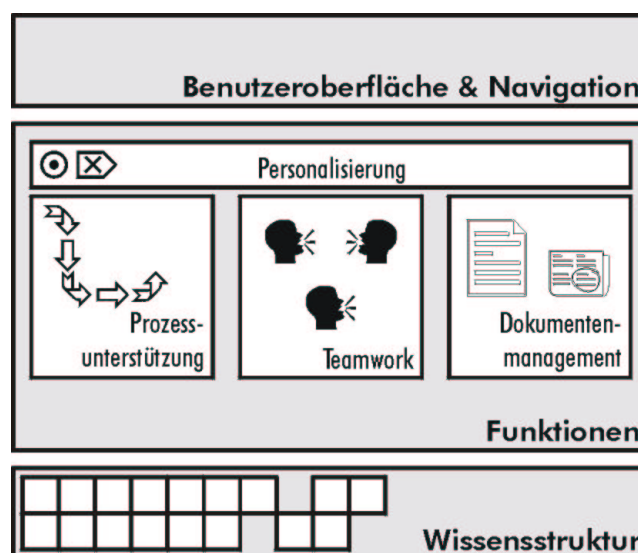 Benutzeroberfläche & Navigation
Personalisierung
Prozess-
unterstützung
Teamwork
Dokumenten-
management
Funktionen
Wissensstruktur